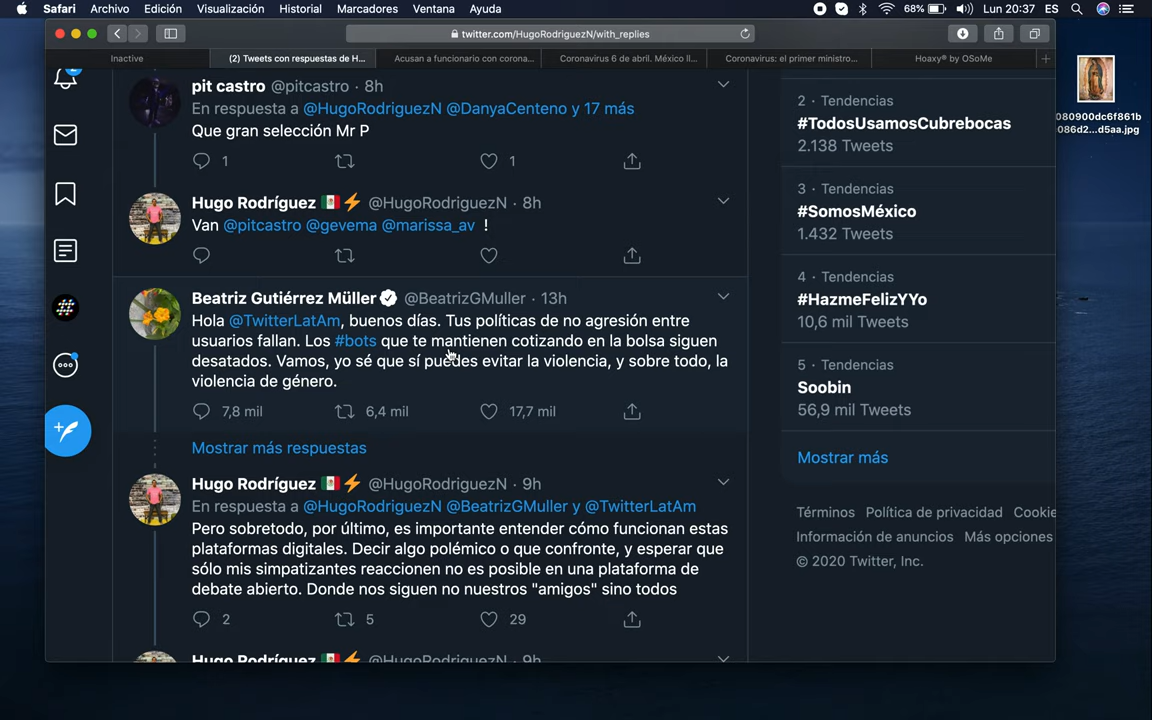 Safari Archivo Edición Visualización Historial Marcadores Ventana Ayuda 68% Lun 20:37 ES
twitter.com/HugoRodriguezN/with_replies
Inactive (2) Tweets con respuestas de H... Acusan a funcionario con corona... Coronavirus 6 de abril. México ll... Coronavirus: el primer ministro... Hoaxy® by OSoMe
pit castro @pitcastro · 8h
En respuesta a @HugoRodriguezN @DanyaCenteno y 17 más
Que gran selección Mr P
1 1
Hugo Rodríguez @HugoRodriguezN · 8h
Van @pitcastro @gevema @marissa_av !
Beatriz Gutiérrez Müller @BeatrizGMuller · 13h
Hola @TwitterLatAm, buenos días. Tus políticas de no agresión entre
usuarios fallan. Los #bots que te mantienen cotizando en la bolsa siguen
desatados. Vamos, yo sé que sí puedes evitar la violencia, y sobre todo, la
violencia de género.
7,8 mil 6,4 mil 17,7 mil
Mostrar más respuestas
Hugo Rodríguez @HugoRodriguezN · 9h
En respuesta a @HugoRodriguezN @BeatrizGMuller y @TwitterLatAm
Pero sobretodo, por último, es importante entender cómo funcionan estas
plataformas digitales. Decir algo polémico o que confronte, y esperar que
sólo mis simpatizantes reaccionen no es posible en una plataforma de
debate abierto. Donde nos siguen no nuestros "amigos" sino todos
2 5 29
Hugo Rodríguez @HugoRodriguezN · 9h
2 · Tendencias
#TodosUsamosCubrebocas
2.138 Tweets
3 · Tendencias
#SomosMéxico
1.432 Tweets
4 · Tendencias
#HazmeFelizYYo
10,6 mil Tweets
5 · Tendencias
Soobin
56,9 mil Tweets
Mostrar más
Términos Política de privacidad Cookie
Información de anuncios Más opciones
© 2020 Twitter, Inc.
080900dc6f861b
086d2...d5aa.jpg